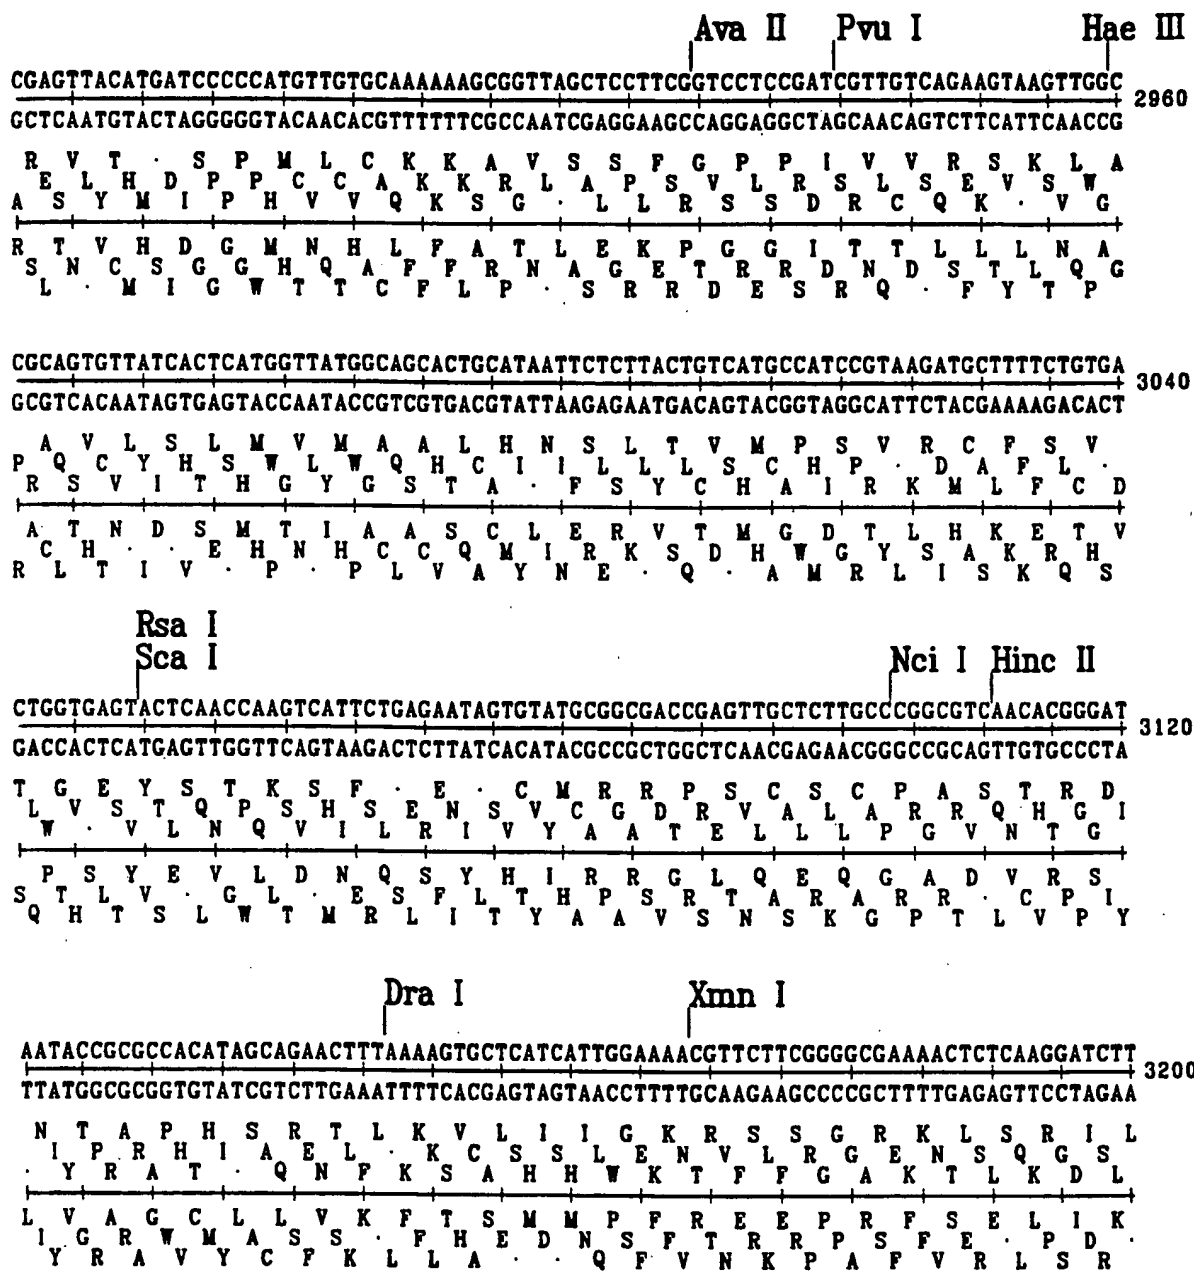 Ava II Pvu I Hae III
CGAGTTACATGATCCCCCATGTTGTGCAAAAAAGCGGTTAGCTCCTTCGGTCCTCCGATCGTTGTCAGAAGTAAGTTGGC
2960
GCTCAATGTACTAGGGGGTACAACACGTTTTTTCGCCAATCGAGGAAGCCAGGAGGCTAGCAACAGTCTTCATTCAACCG
R V T · S P M L C K K A V S S F G P P I V V R S K L A
E L H D P P C C A K K R L A P S V L R S L S E V S W
A S Y M I P H V V Q K S G · L L R S S D R C Q K · V G
R T V H D G M N H L F A T L E K P G G I T T L L L N A
S N C S G G H Q A F F R N A G E T R R D N D S T L Q G
L · M I G W T T C F L P · S R R D E S R Q · F Y T P
CGCAGTGTTATCACTCATGGTTATGGCAGCACTGCATAATTCTCTTACTGTCATGCCATCCGTAAGATGCTTTTCTGTGA
3040
GCGTCACAATAGTGAGTACCAATACCGTCGTGACGTATTAAGAGAATGACAGTACGGTAGGCATTCTACGAAAAGACACT
A V L S L M V M A A L H N S L T V M P S V R C F S V
P Q C Y H S W L W Q H C I I L L L S C H P · D A F L ·
R S V I T H G Y G S T A · F S Y C H A I R K M L F C D
A T N D S M T I A A S C L E R V T M G D T L H K E T V
C H · · E H N H C C Q M I R K S D H W G Y S A K R H
R L T I V · P · P L V A Y N E · Q · A M R L I S K Q S
Rsa I
Sca I Nci I Hinc II
CTGGTGAGTACTCAACCAAGTCATTCTGAGAATAGTGTATGCGGCGACCGAGTTGCTCTTGCCCGGCGTCAACACGGGAT
3120
GACCACTCATGAGTTGGTTCAGTAAGACTCTTATCACATACGCCGCTGGCTCAACGAGAACGGGCCGCAGTTGTGCCCTA
T G E Y S T K S F · E · C M R R P S C S C P A S T R D
L V S T Q P S H S E N S V C G D R V A L A R R Q H G I
W · V L N Q V I L R I V Y A A T E L L L P G V N T G
P S Y E V L D N Q S Y H I R R G L Q E Q G A D V R S
S T L V · G L · E S F L T H P S R T A R A R R · C P I
Q H T S L W T M R L I T Y A A V S N S K G P T L V P Y
Dra I Xmn I
AATACCGCGCCACATAGCAGAACTTTAAAAGTGCTCATCATTGGAAAACGTTCTTCGGGGCGAAAACTCTCAAGGATCTT
3200
TTATGGCGCGGTGTATCGTCTTGAAATTTTCACGAGTAGTAACCTTTTGCAAGAAGCCCCGCTTTTGAGAGTTCCTAGAA
N T A P H S R T L K V L I I G K R S S G R K L S R I L
I P R H I A E L · K C S S L E N V L R G E N S Q G S
· Y R A T · Q N F K S A H H W K T F F G A K T L K D L
L V A G C L L V K F T S M M P F R E E P R F S E L I K
I G R W M A S S · F H E D N S F T R R P S F E · P D ·
Y R A V Y C F K L L A · · Q F V N K P A F V R L S R